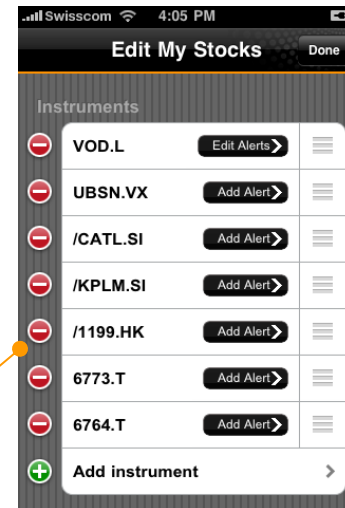 Swisscom 4:05 PM
Edit My Stocks Done
Instruments
VOD.L Edit Alerts
UBSN.VX Add Alert
/CATL.SI Add Alert
/KPLM.SI Add Alert
/1199.HK Add Alert
6773.T Add Alert
6764.T Add Alert
Add instrument